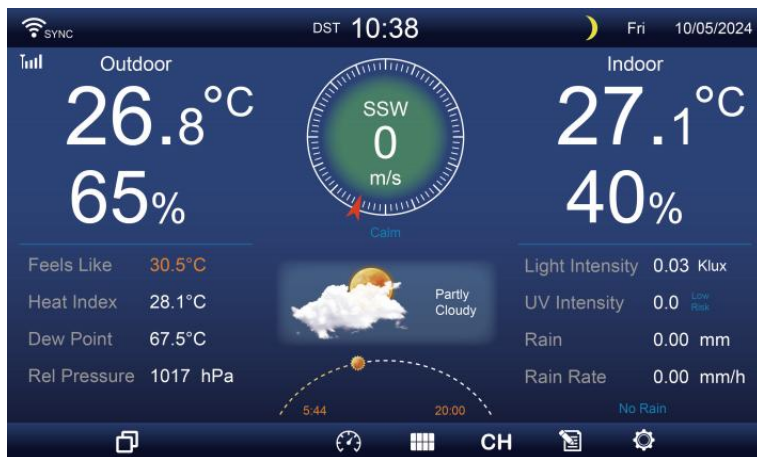 SYNC
DST 10:38
Fri 10/05/2024
Outdoor
26.8°C
65%
Feels Like 30.5°C
Heat Index 28.1°C
Dew Point 67.5°C
Rel Pressure 1017 hPa
SSW
0
m/s
Calm
Partly
Cloudy
5:44 20:00
Indoor
27.1°C
40%
Light Intensity 0.03 Klux
UV Intensity 0.0 Low
Risk
Rain 0.00 mm
Rain Rate 0.00 mm/h
No Rain
CH